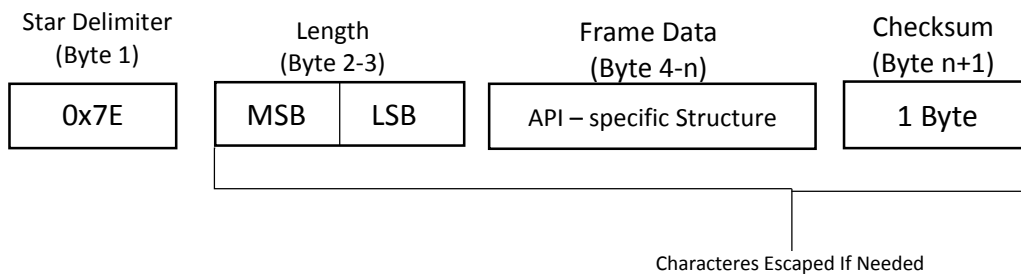 Star Delimiter
(Byte 1)
Length
(Byte 2-3)
Frame Data
(Byte 4-n)
Checksum
(Byte n+1)
0x7E
MSB
LSB
API – specific Structure
1 Byte
Characteres Escaped If Needed